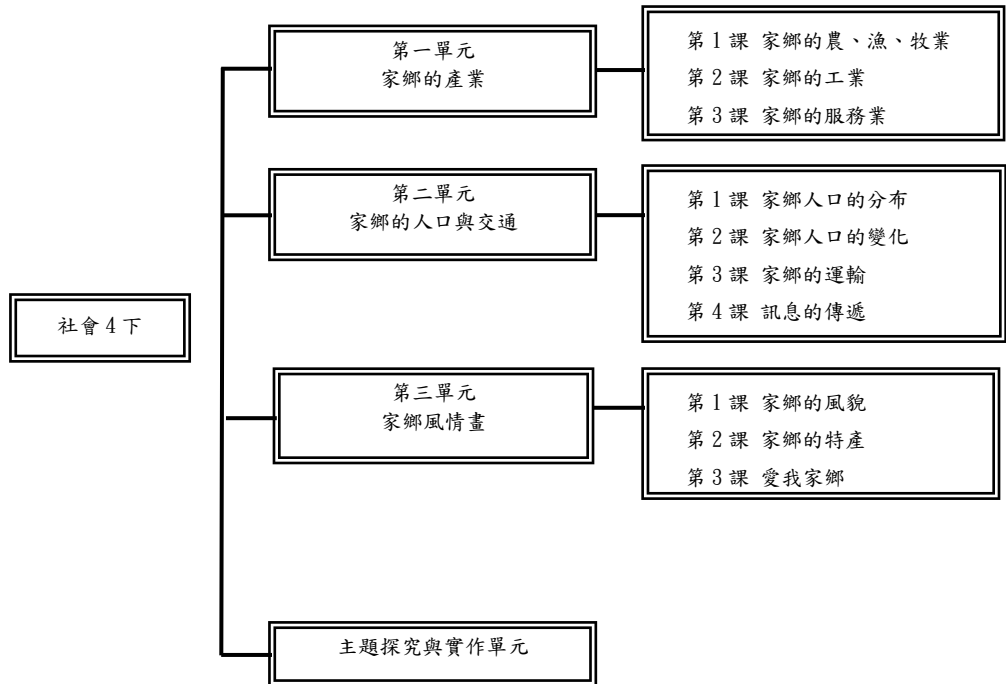 社會4下
第一單元
家鄉的產業
第1課 家鄉的農、漁、牧業
第2課 家鄉的工業
第3課 家鄉的服務業
第二單元
家鄉的人口與交通
第1課 家鄉人口的分布
第2課 家鄉人口的變化
第3課 家鄉的運輸
第4課 訊息的傳遞
第三單元
家鄉風情畫
第1課 家鄉的風貌
第2課 家鄉的特產
第3課 愛我家鄉
主題探究與實作單元